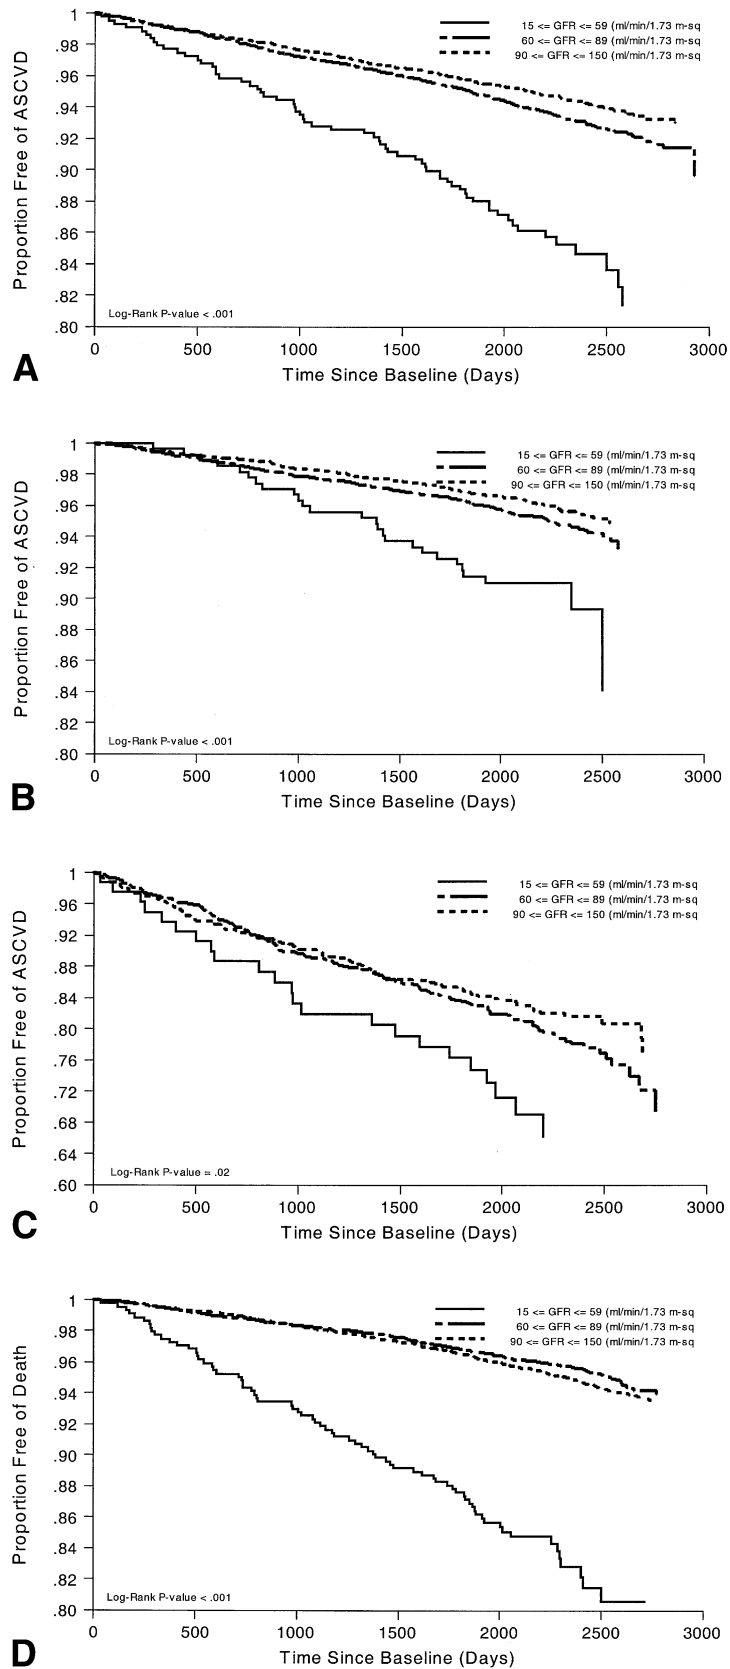 1
.98
.96
.94
.92
.90
.88
.86
.84
.82
.80
Proportion Free of ASCVD
15 <= GFR <= 59 (ml/min/1.73 m-sq
60 <= GFR <= 89 (ml/min/1.73 m-sq
90 <= GFR <= 150 (ml/min/1.73 m-sq
Log-Rank P-value < .001
0 500 1000 1500 2000 2500 3000
Time Since Baseline (Days)
A
1
.98
.96
.94
.92
.90
.88
.86
.84
.82
.80
Proportion Free of ASCVD
15 <= GFR <= 59 (ml/min/1.73 m-sq
60 <= GFR <= 89 (ml/min/1.73 m-sq
90 <= GFR <= 150 (ml/min/1.73 m-sq
Log-Rank P-value < .001
0 500 1000 1500 2000 2500 3000
Time Since Baseline (Days)
B
1
.96
.92
.88
.84
.80
.76
.72
.68
.64
.60
Proportion Free of ASCVD
15 <= GFR <= 59 (ml/min/1.73 m-sq
60 <= GFR <= 89 (ml/min/1.73 m-sq
90 <= GFR <= 150 (ml/min/1.73 m-sq
Log-Rank P-value = .02
0 500 1000 1500 2000 2500 3000
Time Since Baseline (Days)
C
1
.98
.96
.94
.92
.90
.88
.86
.84
.82
.80
Proportion Free of Death
15 <= GFR <= 59 (ml/min/1.73 m-sq
60 <= GFR <= 89 (ml/min/1.73 m-sq
90 <= GFR <= 150 (ml/min/1.73 m-sq
Log-Rank P-value < .001
0 500 1000 1500 2000 2500 3000
Time Since Baseline (Days)
D